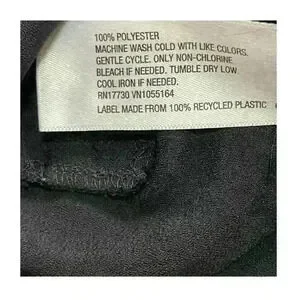 100% POLYESTER
MACHINE WASH COLD WITH LIKE COLORS.
GENTLE CYCLE. ONLY NON-CHLORINE
BLEACH IF NEEDED. TUMBLE DRY LOW
COOL IRON IF NEEDED.
RN17730 VN1055164
LABEL MADE FROM 100% RECYCLED PLASTIC